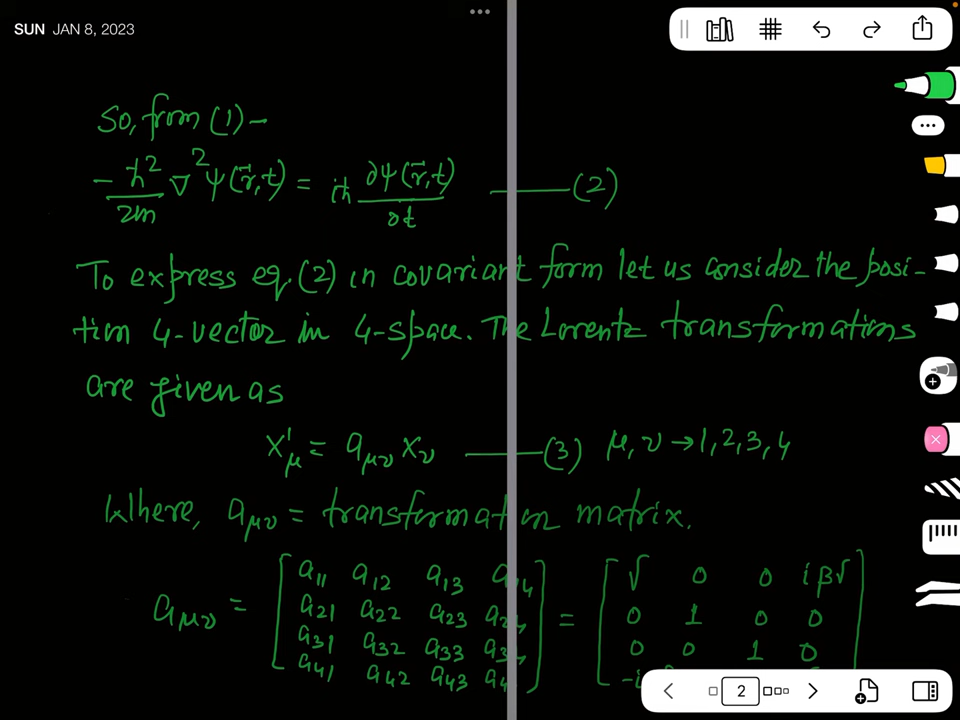 SUN JAN 8, 2023
So, from (1) –
-ħ²/2m ∇²ψ(r⃗,t) = iħ ∂ψ(r⃗,t)/∂t ——(2)
To express eq.(2) in covariant form let us consider the posi-
tion 4-vector in 4-space. The Lorentz transformations
are given as
x'μ = aμν xν ——(3) μ, ν → 1, 2, 3, 4
Where, aμν = transformation matrix.
aμν = [ a11 a12 a13 a14 ] = [ γ 0 0 iβγ ]
a21 a22 a23 a24 0 1 0 0
a31 a32 a33 a34 0 0 1 0
a41 a42 a43 a4 -i
2